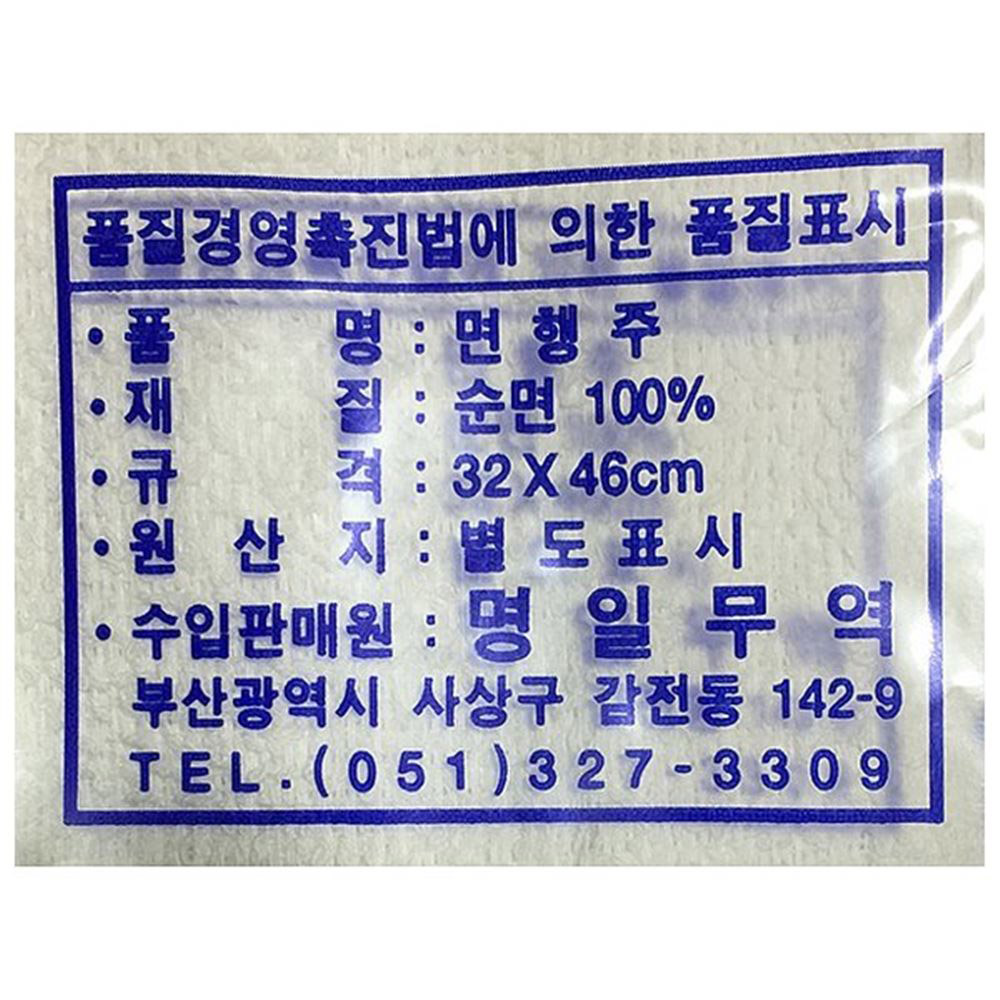 품질경영촉진법에 의한 품질표시
· 품 명 : 면 행 주
· 재 질 : 순면 100%
· 규 격 : 32 X 46cm
· 원 산 지 : 별 도 표 시
· 수입판매원 : 명 일 무 역
부산광역시 사상구 감전동 142-9
TEL.(051)327-3309